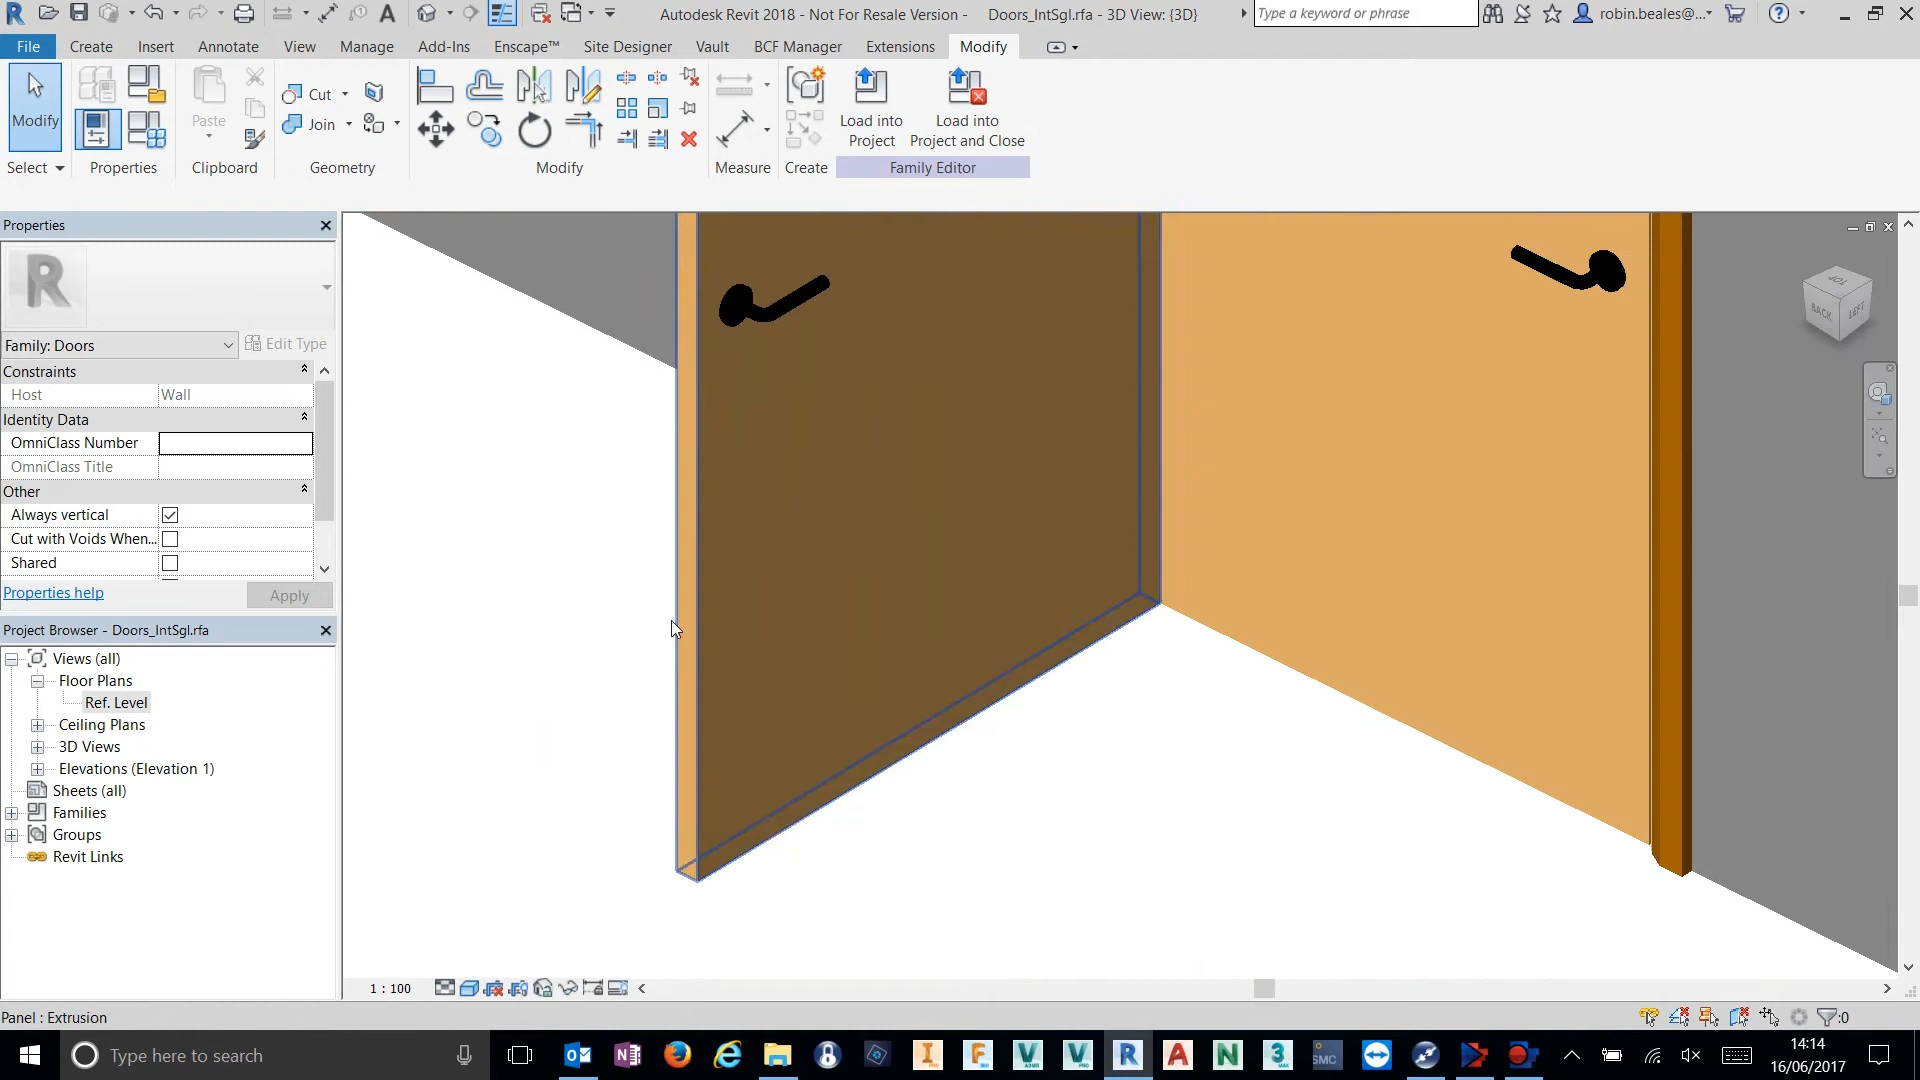 Autodesk Revit 2018 - Not For Resale Version - Doors_IntSgl.rfa - 3D View: {3D}
Type a keyword or phrase
robin.beales@...
File Create Insert Annotate View Manage Add-Ins Enscape™ Site Designer Vault BCF Manager Extensions Modify
Modify
Paste
Cut
Join
Load into Project
Load into Project and Close
Select Properties Clipboard Geometry Modify Measure Create Family Editor
Properties
R
Family: Doors
Edit Type
Constraints
Host Wall
Identity Data
OmniClass Number
OmniClass Title
Other
Always vertical
Cut with Voids When...
Shared
Properties help
Apply
Project Browser - Doors_IntSgl.rfa
Views (all)
Floor Plans
Ref. Level
Ceiling Plans
3D Views
Elevations (Elevation 1)
Sheets (all)
Families
Groups
Revit Links
TOP
BACK
LEFT
1 : 100
Panel : Extrusion
:0
Type here to search
14:14
16/06/2017